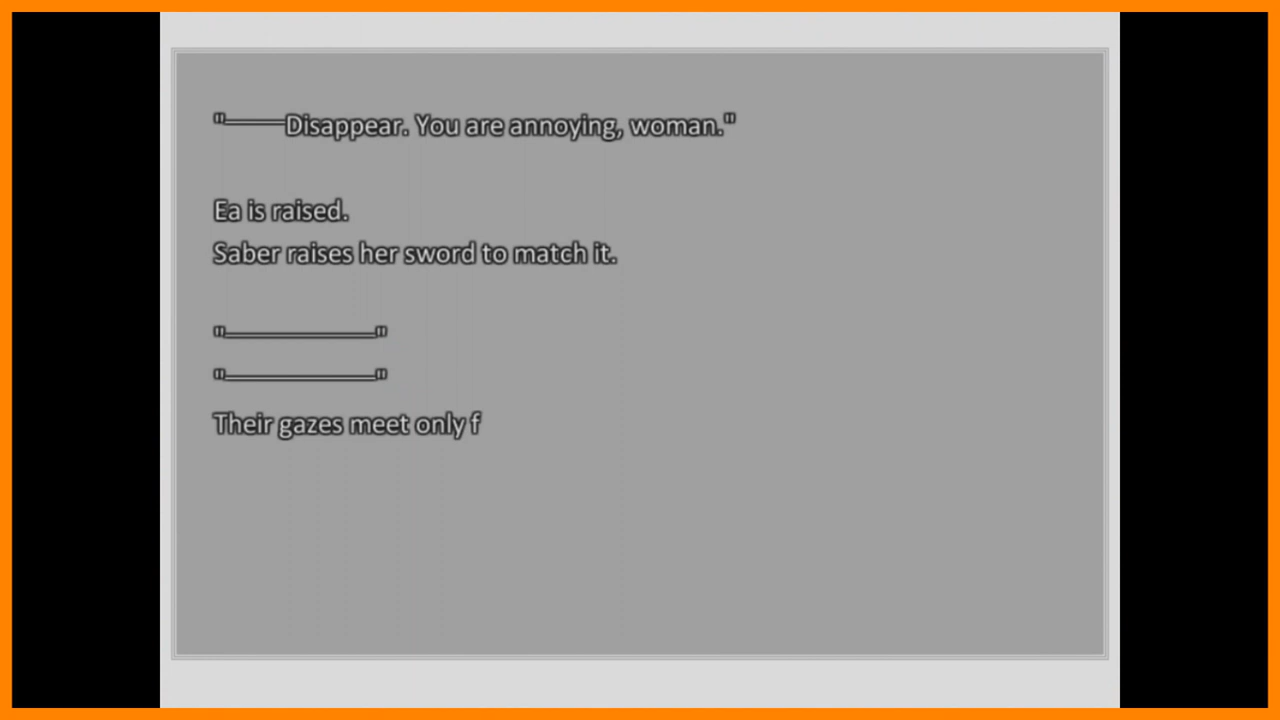 "———Disappear. You are annoying, woman."
Ea is raised.
Saber raises her sword to match it.
"———————"
"———————"
Their gazes meet only f